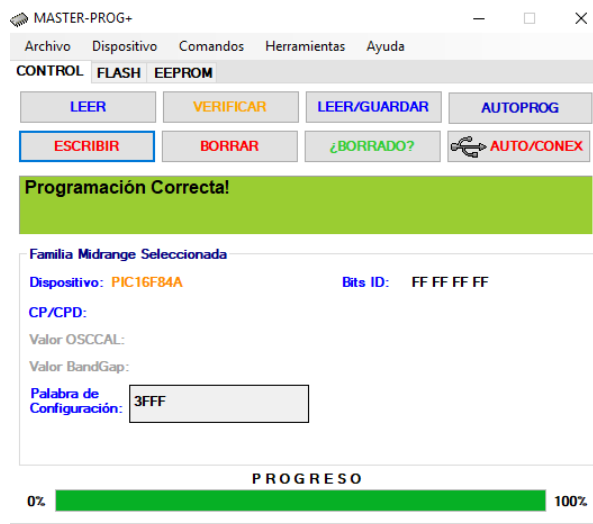 MASTER-PROG+
Archivo Dispositivo Comandos Herramientas Ayuda
CONTROL FLASH EEPROM
LEER VERIFICAR LEER/GUARDAR AUTOPROG
ESCRIBIR BORRAR ¿BORRADO? AUTO/CONEX
Programación Correcta!
Familia Midrange Seleccionada
Dispositivo: PIC16F84A Bits ID: FF FF FF FF
CP/CPD:
Valor OSCCAL:
Valor BandGap:
Palabra de
Configuración: 3FFF
PROGRESO
0% 100%